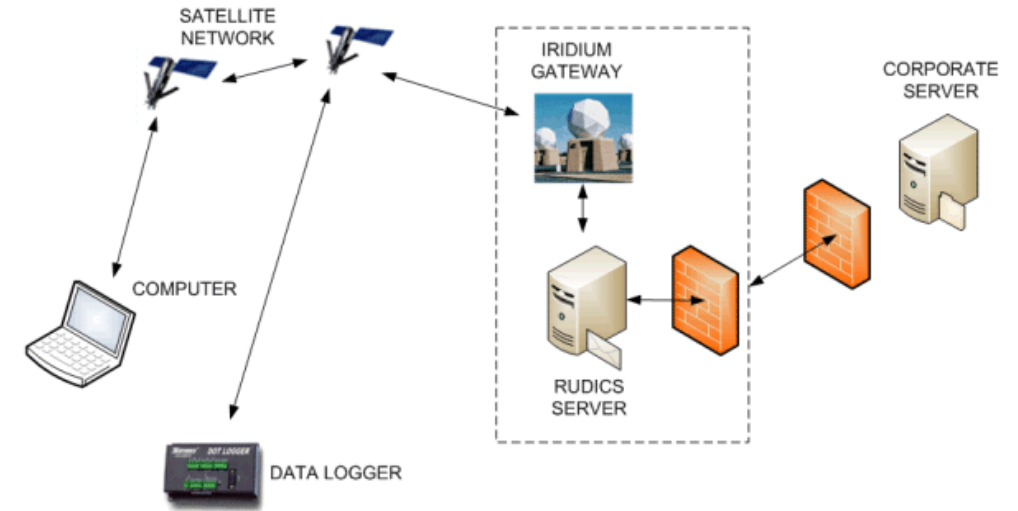 SATELLITE
NETWORK
IRIDIUM
GATEWAY
CORPORATE
SERVER
COMPUTER
RUDICS
SERVER
DOT LOGGER
DATA LOGGER